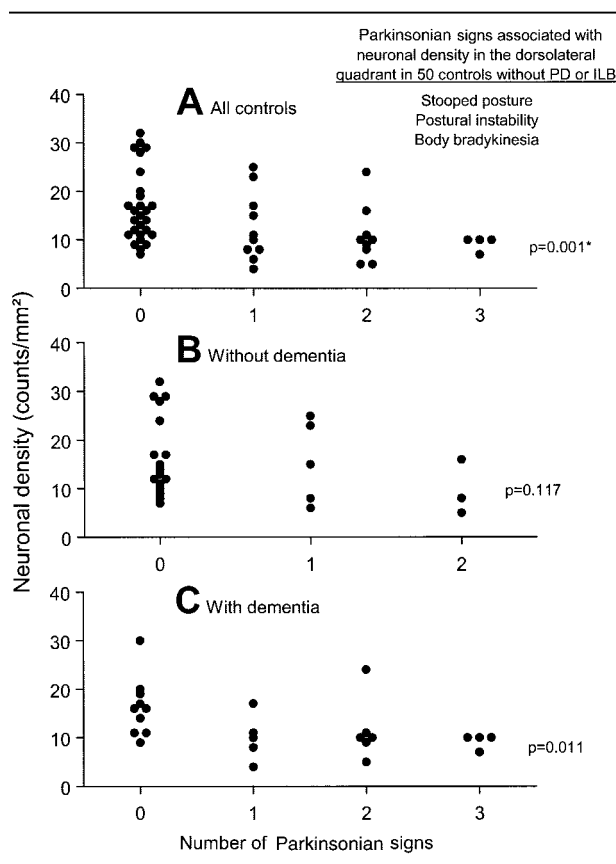 Parkinsonian signs associated with
neuronal density in the dorsolateral
quadrant in 50 controls without PD or ILB
Stooped posture
Postural instability
Body bradykinesia
A All controls
40
30
20
10
0
0 1 2 3
p=0.001*
B Without dementia
40
30
20
10
0
0 1 2
p=0.117
C With dementia
40
30
20
10
0
0 1 2 3
p=0.011
Neuronal density (counts/mm²)
Number of Parkinsonian signs